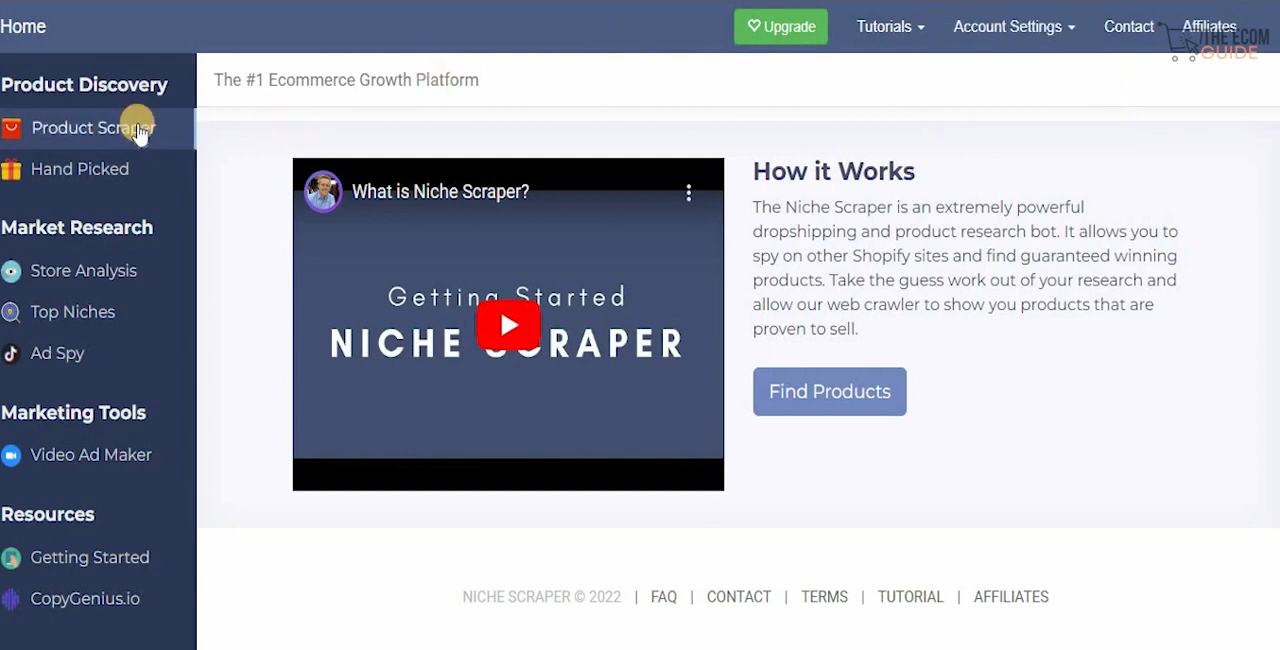 Home
Upgrade
Tutorials
Account Settings
Contact
Affiliates
THE ECOM
GUIDE
Product Discovery
Product Scraper
Hand Picked
Market Research
Store Analysis
Top Niches
Ad Spy
Marketing Tools
Video Ad Maker
Resources
Getting Started
CopyGenius.io
The #1 Ecommerce Growth Platform
What is Niche Scraper?
Getting Started
NICHE SCRAPER
How it Works
The Niche Scraper is an extremely powerful
dropshipping and product research bot. It allows you to
spy on other Shopify sites and find guaranteed winning
products. Take the guess work out of your research and
allow our web crawler to show you products that are
proven to sell.
Find Products
NICHE SCRAPER © 2022 | FAQ | CONTACT | TERMS | TUTORIAL | AFFILIATES